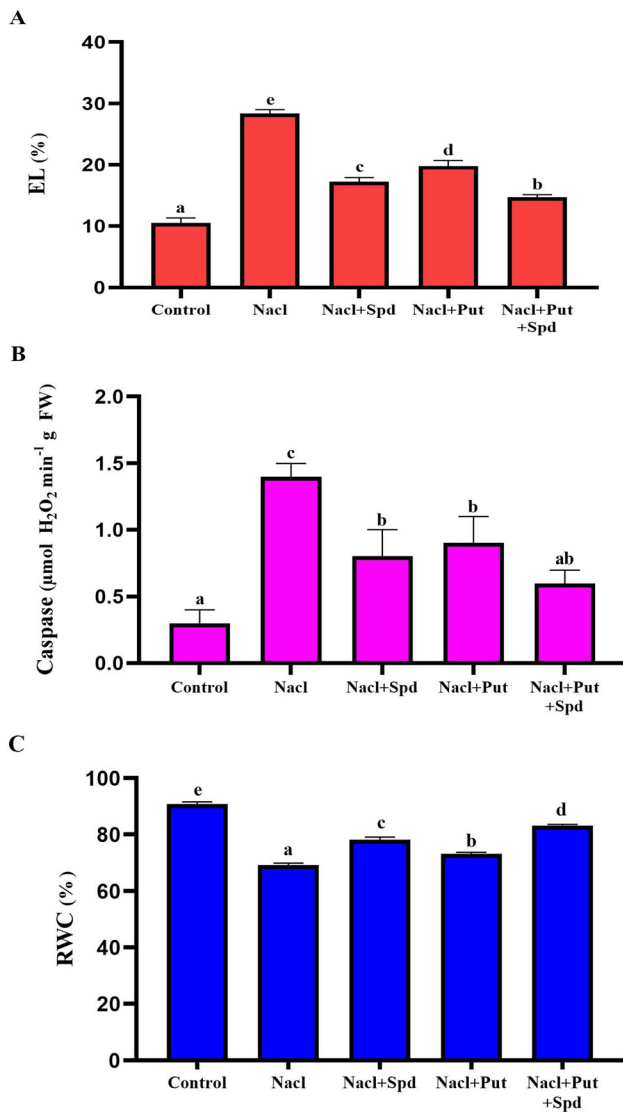 A
EL (%)
40
30
20
10
0
a
e
c
d
b
Control
Nacl
Nacl+Spd
Nacl+Put
Nacl+Put
+Spd
B
Caspase (μmol H₂O₂ min⁻¹ g FW)
2.0
1.5
1.0
0.5
0.0
a
c
b
b
ab
Control
Nacl
Nacl+Spd
Nacl+Put
Nacl+Put
+Spd
C
RWC (%)
100
80
60
40
20
0
e
a
c
b
d
Control
Nacl
Nacl+Spd
Nacl+Put
Nacl+Put
+Spd